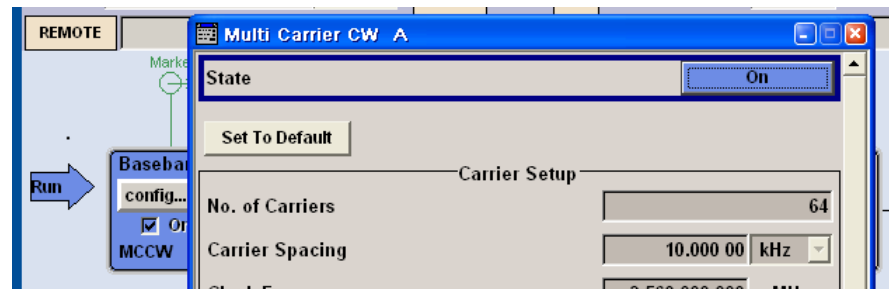 REMOTE
Multi Carrier CW A
State On
Set To Default
Run
config...
MCCW
Carrier Setup
No. of Carriers 64
Carrier Spacing 10.000 00 kHz